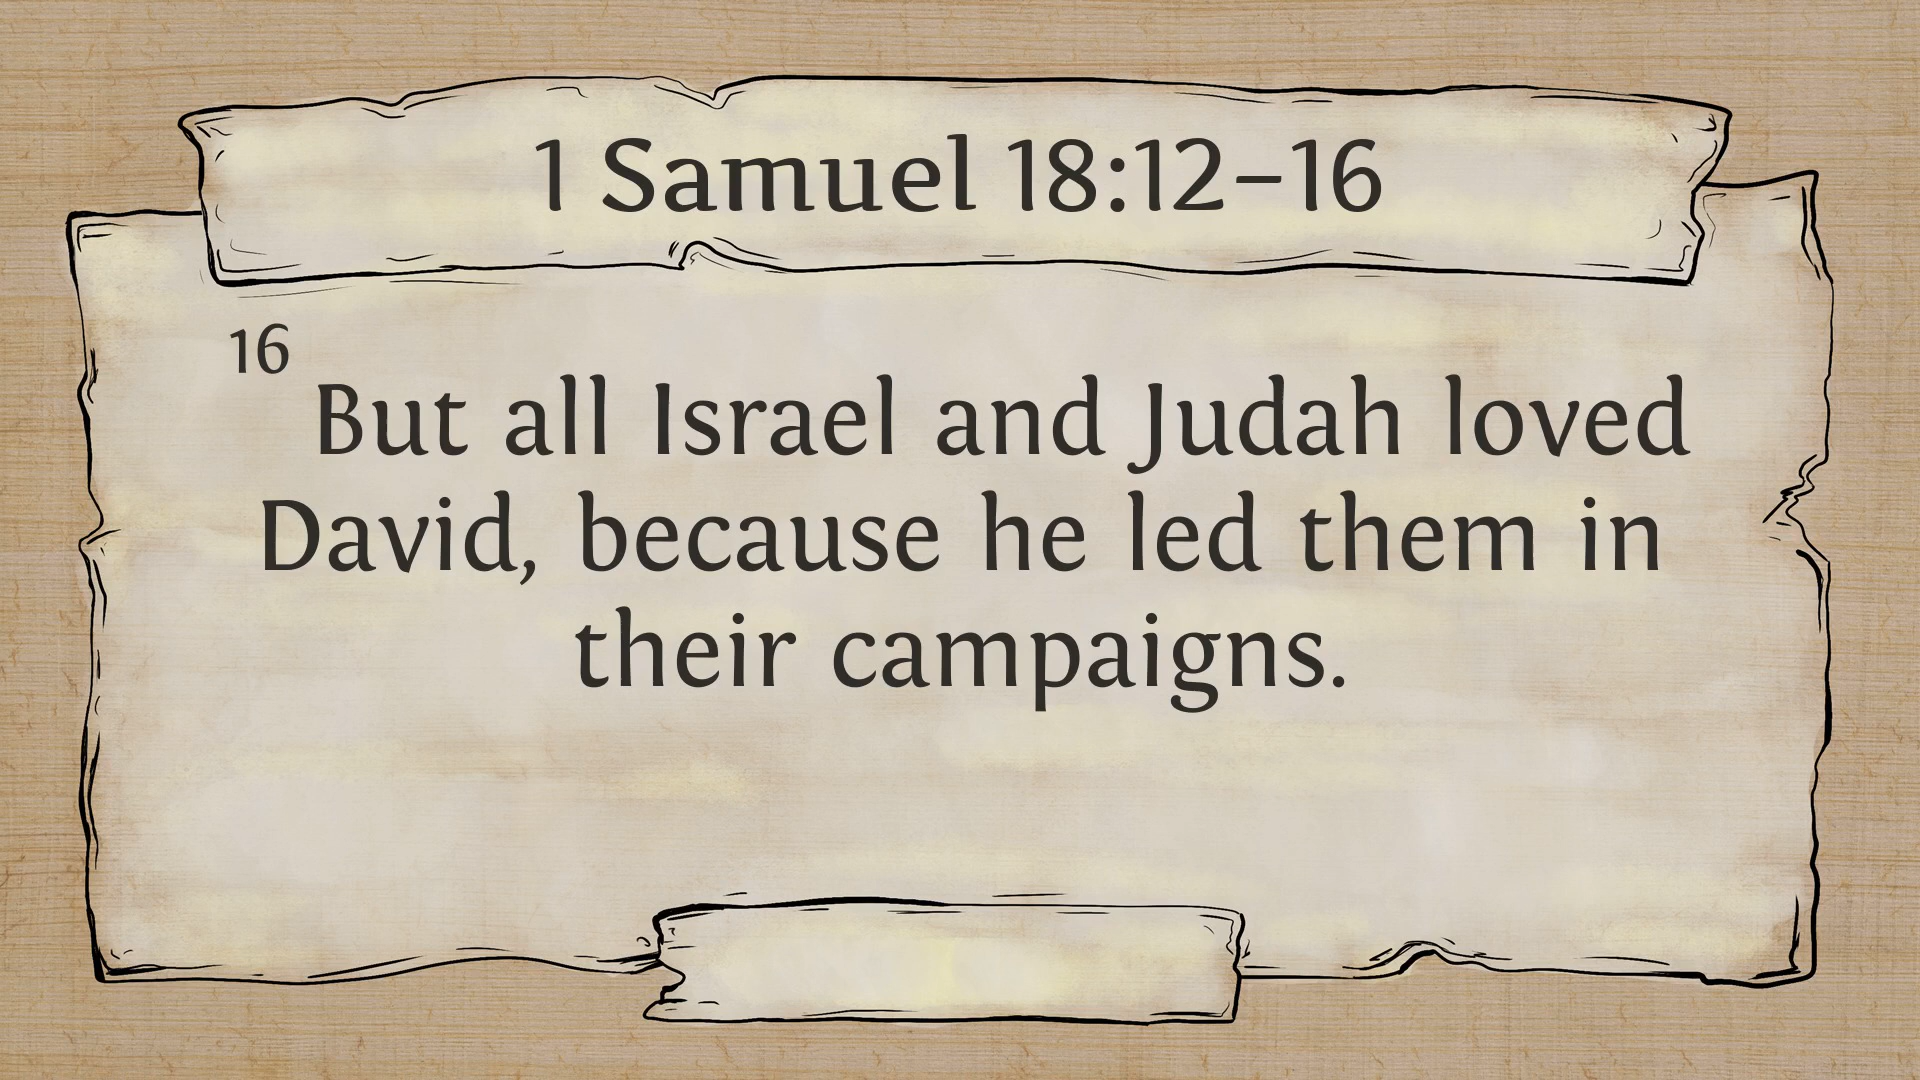 1 Samuel 18:12–16
16 But all Israel and Judah loved
David, because he led them in
their campaigns.